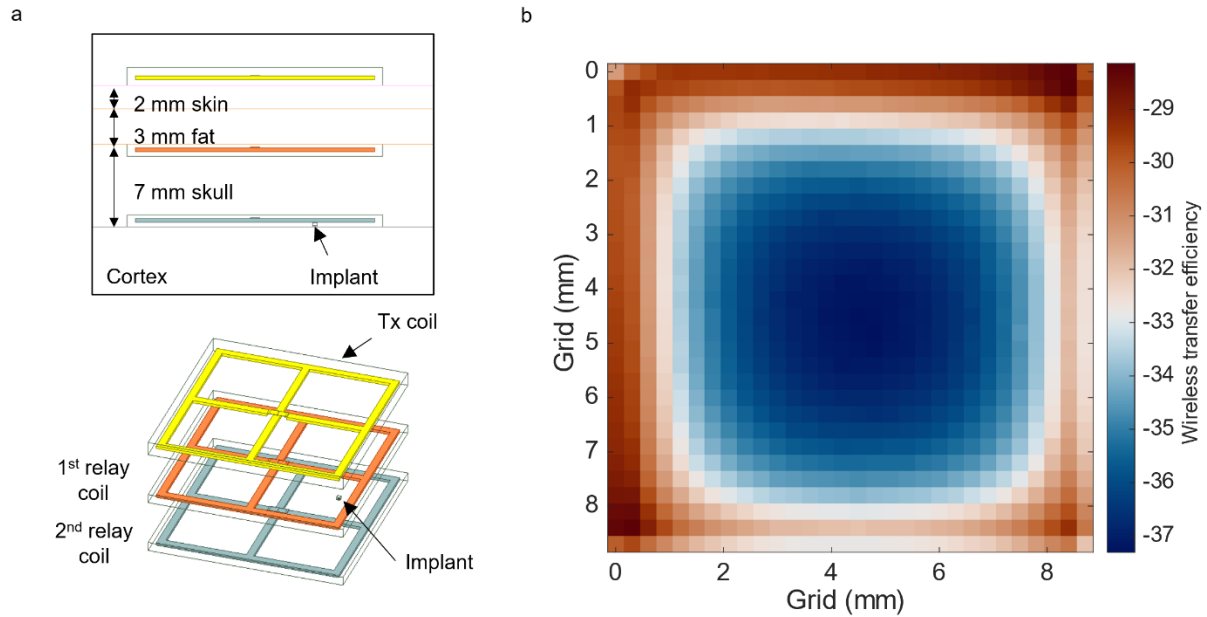 a
2 mm skin
3 mm fat
7 mm skull
Cortex
Implant
Tx coil
1st relay
coil
2nd relay
coil
Implant
b
0
1
2
3
4
5
6
7
8
Grid (mm)
0
2
4
6
8
Grid (mm)
-29
-30
-31
-32
-33
-34
-35
-36
-37
Wireless transfer efficiency